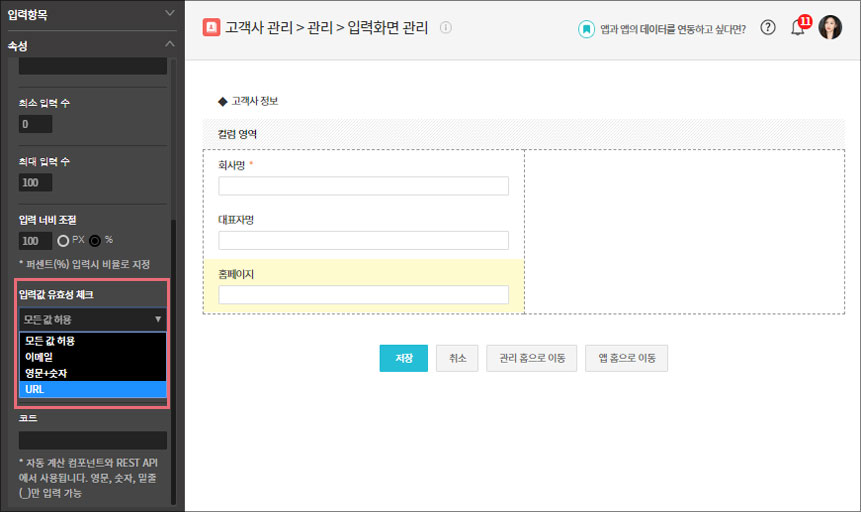 입력항목
속성
최소 입력 수
0
최대 입력 수
100
입력 너비 조절
100 PX %
* 퍼센트(%) 입력시 비율로 지정
입력값 유효성 체크
모든 값 허용 ▼
모든 값 허용
이메일
영문+숫자
URL
코드
* 자동 계산 컴포넌트와 REST API
에서 사용됩니다. 영문, 숫자, 밑줄
(_)만 입력 가능
고객사 관리 > 관리 > 입력화면 관리
앱과 앱의 데이터를 연동하고 싶다면?
11
◆ 고객사 정보
컬럼 영역
회사명 *
대표자명
홈페이지
저장 취소 관리 홈으로 이동 앱 홈으로 이동